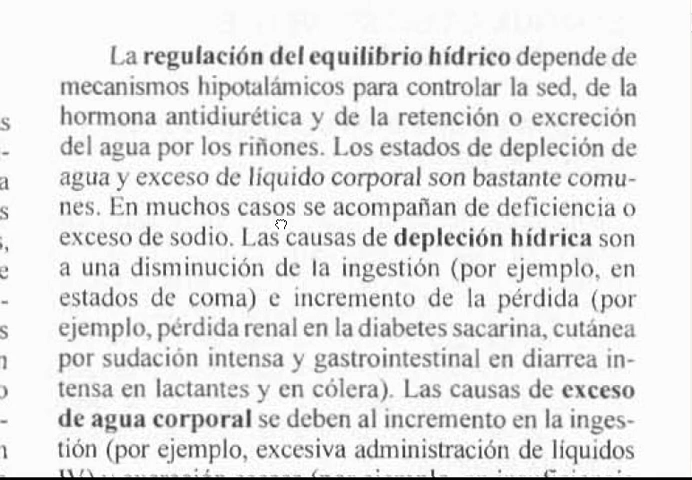 La regulación del equilibrio hídrico depende de
mecanismos hipotalámicos para controlar la sed, de la
hormona antidiurética y de la retención o excreción
del agua por los riñones. Los estados de depleción de
agua y exceso de líquido corporal son bastante comu-
nes. En muchos casos se acompañan de deficiencia o
exceso de sodio. Las causas de depleción hídrica son
a una disminución de la ingestión (por ejemplo, en
estados de coma) e incremento de la pérdida (por
ejemplo, pérdida renal en la diabetes sacarina, cutánea
por sudación intensa y gastrointestinal en diarrea in-
tensa en lactantes y en cólera). Las causas de exceso
de agua corporal se deben al incremento en la inges-
tión (por ejemplo, excesiva administración de líquidos